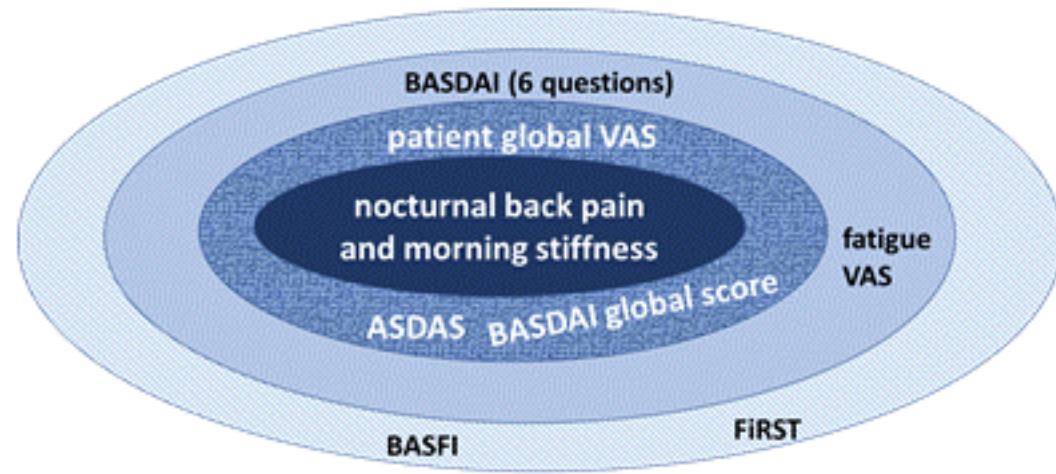 BASDAI (6 questions)
patient global VAS
nocturnal back pain
and morning stiffness
fatigue
VAS
ASDAS
BASDAI global score
BASFI
FiRST